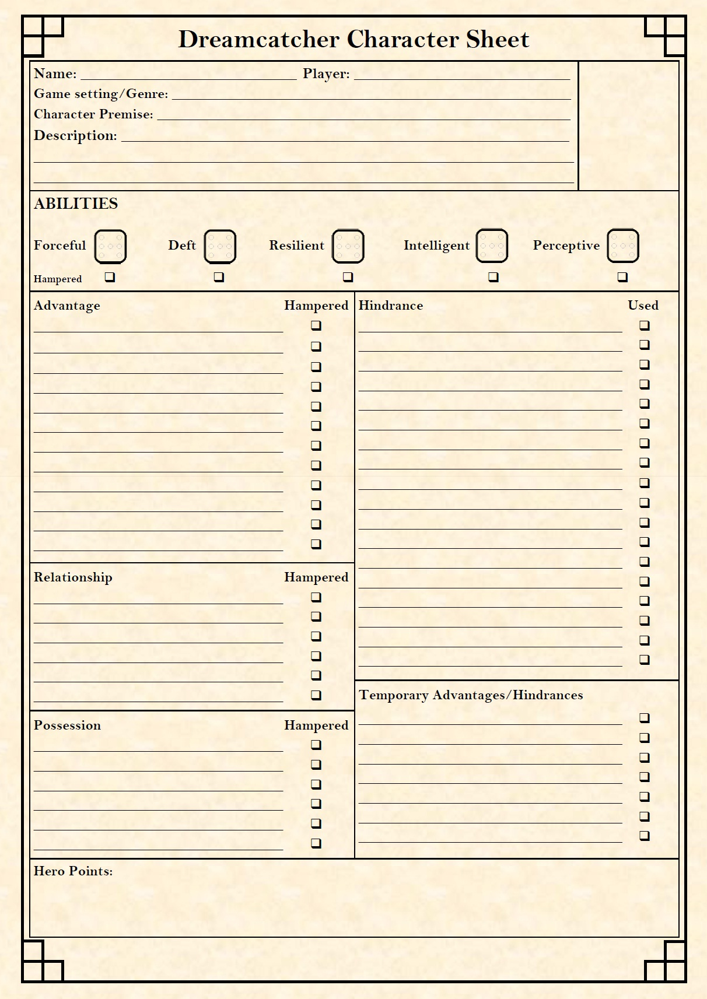 Dreamcatcher Character Sheet
Name: Player:
Game setting/Genre:
Character Premise:
Description:
ABILITIES
Forceful Deft Resilient Intelligent Perceptive
Hampered
Advantage Hampered
Hindrance Used
Relationship Hampered
Temporary Advantages/Hindrances
Possession Hampered
Hero Points: